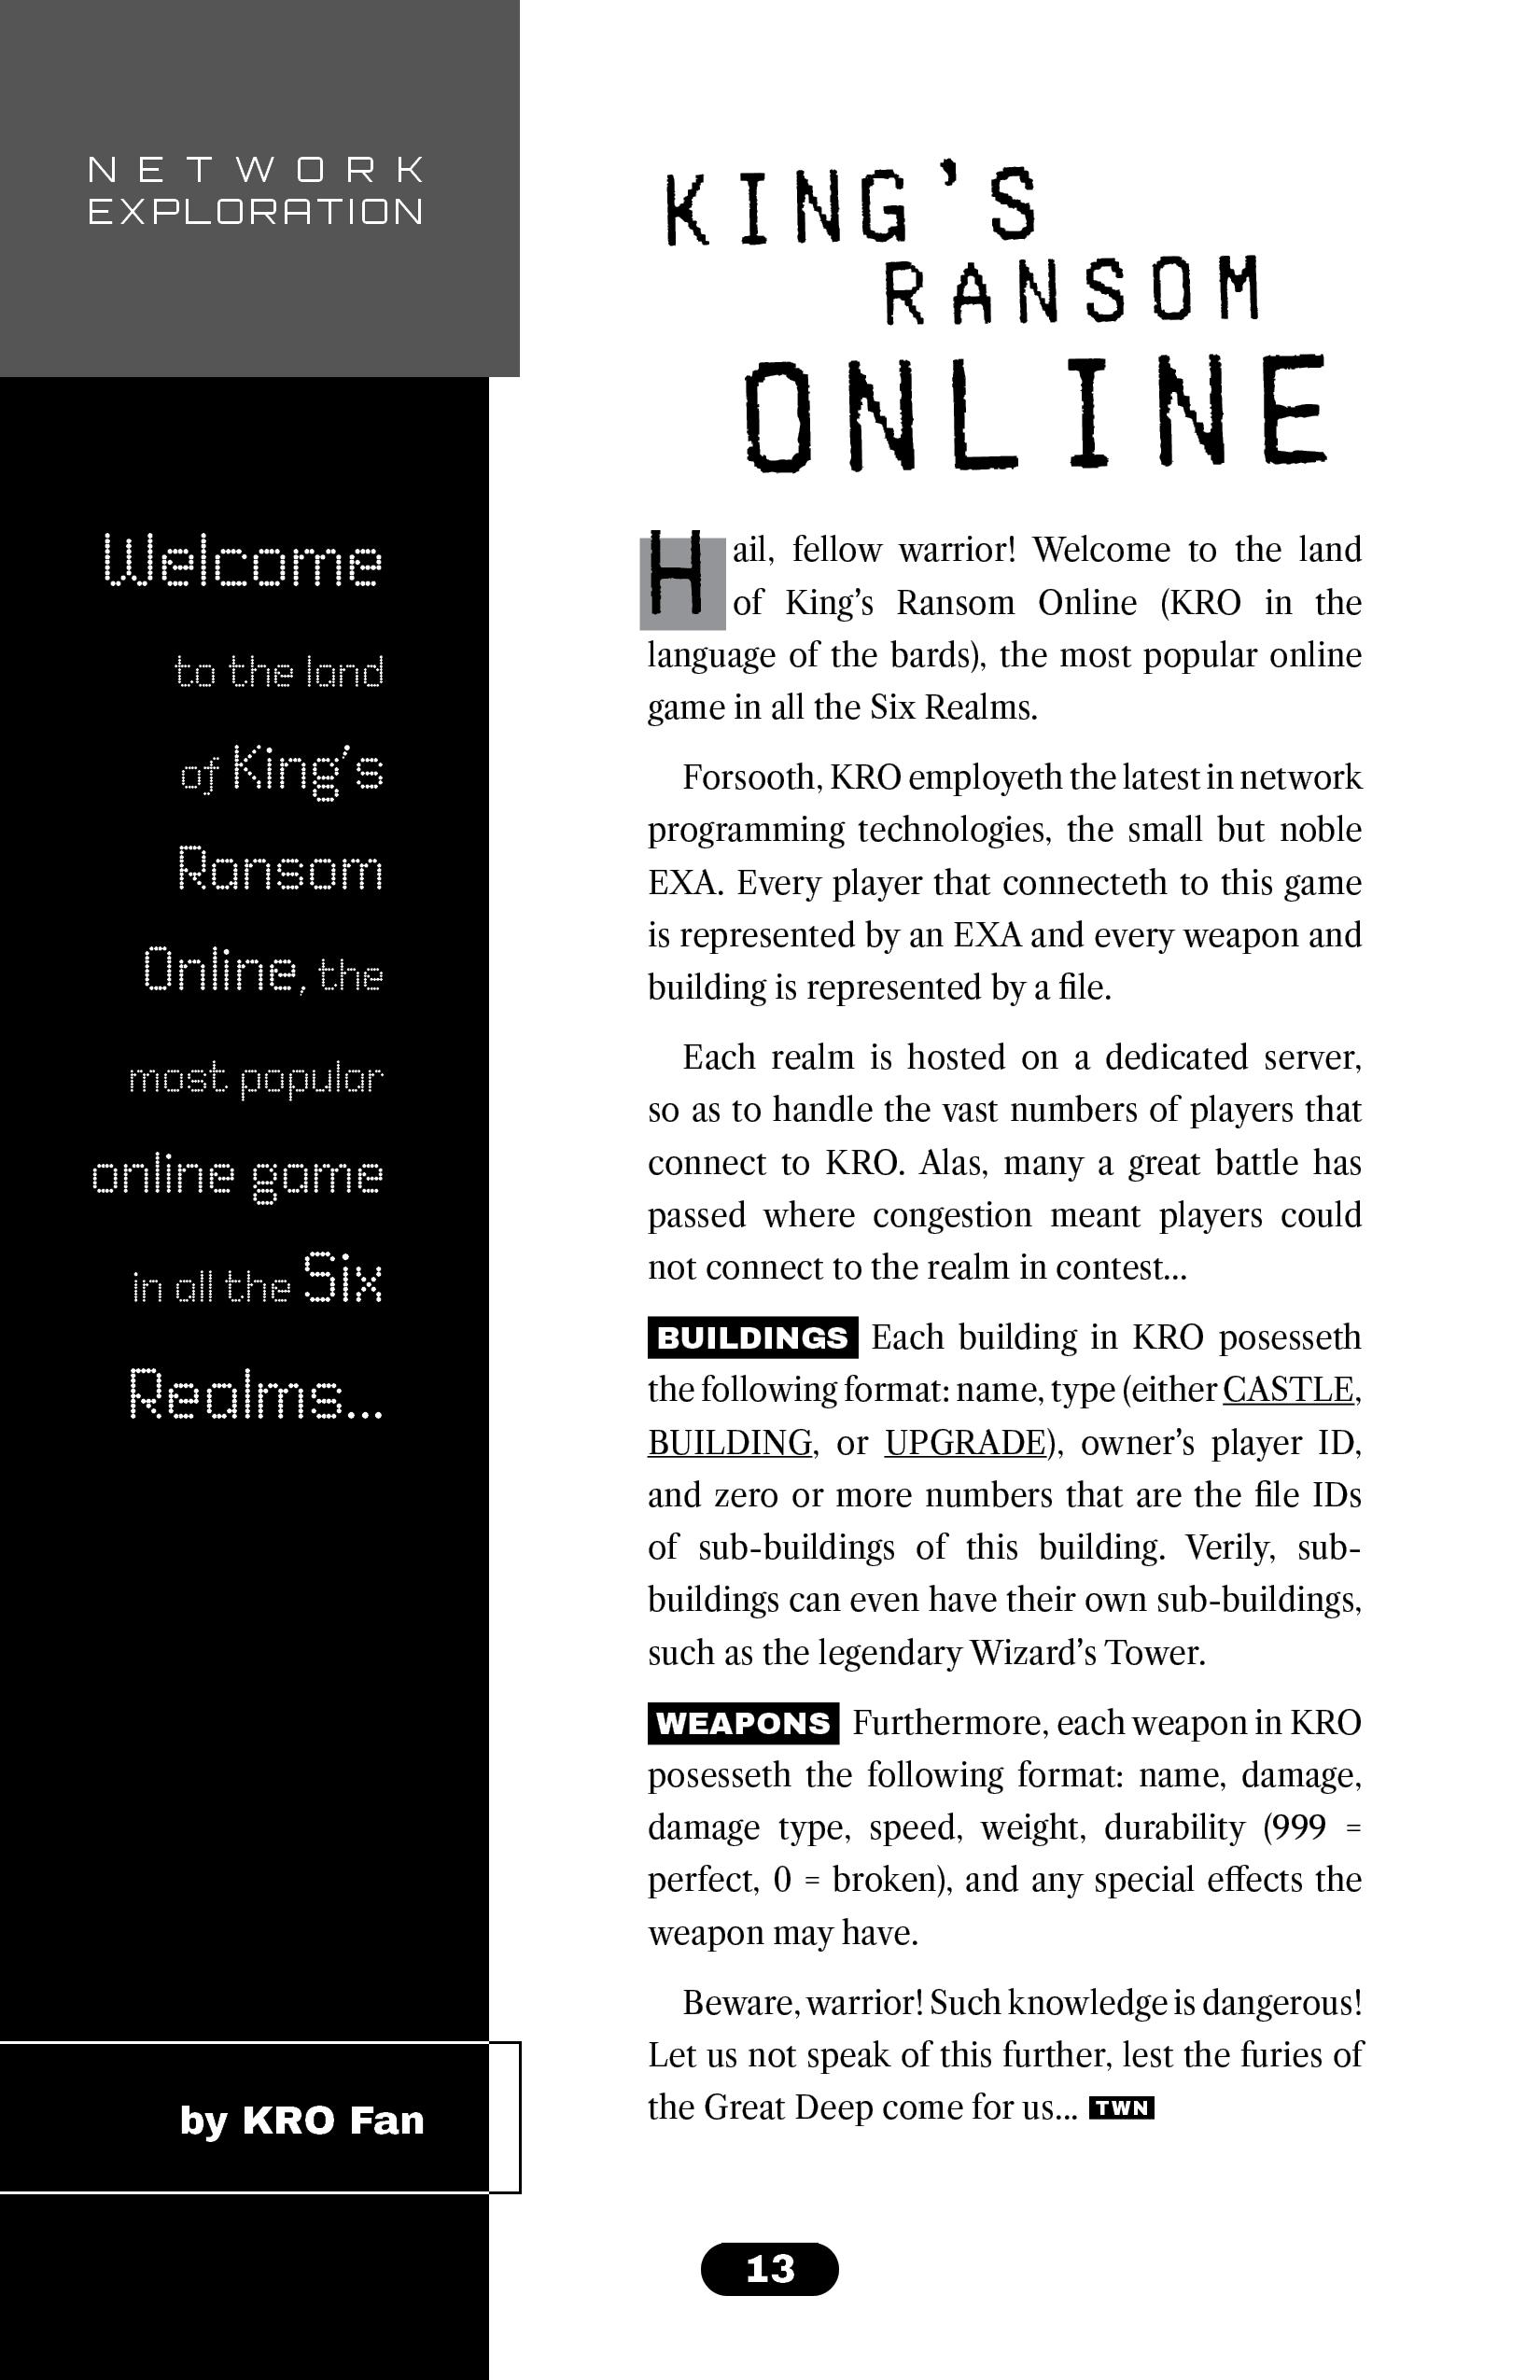 NETWORK
EXPLORATION
Welcome
to the land
of King's
Ransom
Online, the
most popular
online game
in all the Six
Realms...
by KRO Fan
KING'S
RANSOM
ONLINE
Hail, fellow warrior! Welcome to the land
of King's Ransom Online (KRO in the
language of the bards), the most popular online
game in all the Six Realms.
Forsooth, KRO employeth the latest in network
programming technologies, the small but noble
EXA. Every player that connecteth to this game
is represented by an EXA and every weapon and
building is represented by a file.
Each realm is hosted on a dedicated server,
so as to handle the vast numbers of players that
connect to KRO. Alas, many a great battle has
passed where congestion meant players could
not connect to the realm in contest...
BUILDINGS Each building in KRO posesseth
the following format: name, type (either CASTLE,
BUILDING, or UPGRADE), owner's player ID,
and zero or more numbers that are the file IDs
of sub-buildings of this building. Verily, sub-
buildings can even have their own sub-buildings,
such as the legendary Wizard's Tower.
WEAPONS Furthermore, each weapon in KRO
posesseth the following format: name, damage,
damage type, speed, weight, durability (999 =
perfect, 0 = broken), and any special effects the
weapon may have.
Beware, warrior! Such knowledge is dangerous!
Let us not speak of this further, lest the furies of
the Great Deep come for us... TWN
13